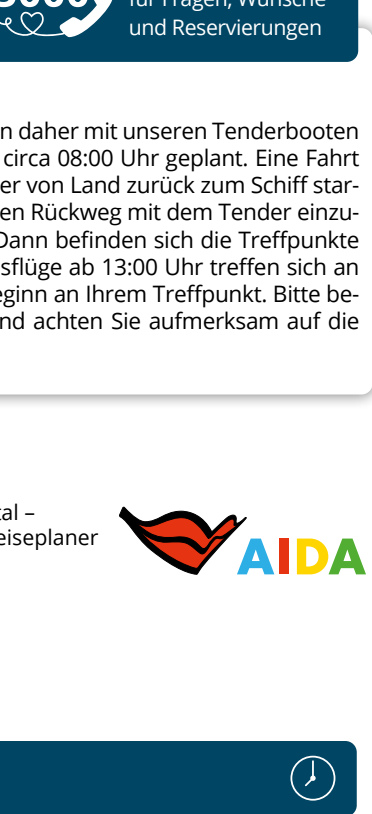 für Fragen, Wünsche
und Reservierungen
n daher mit unseren Tenderbooten
circa 08:00 Uhr geplant. Eine Fahrt
er von Land zurück zum Schiff star-
en Rückweg mit dem Tender einzu-
Dann befinden sich die Treffpunkte
sflüge ab 13:00 Uhr treffen sich an
eginn an Ihrem Treffpunkt. Bitte be-
nd achten Sie aufmerksam auf die
tal –
eiseplaner
AIDA